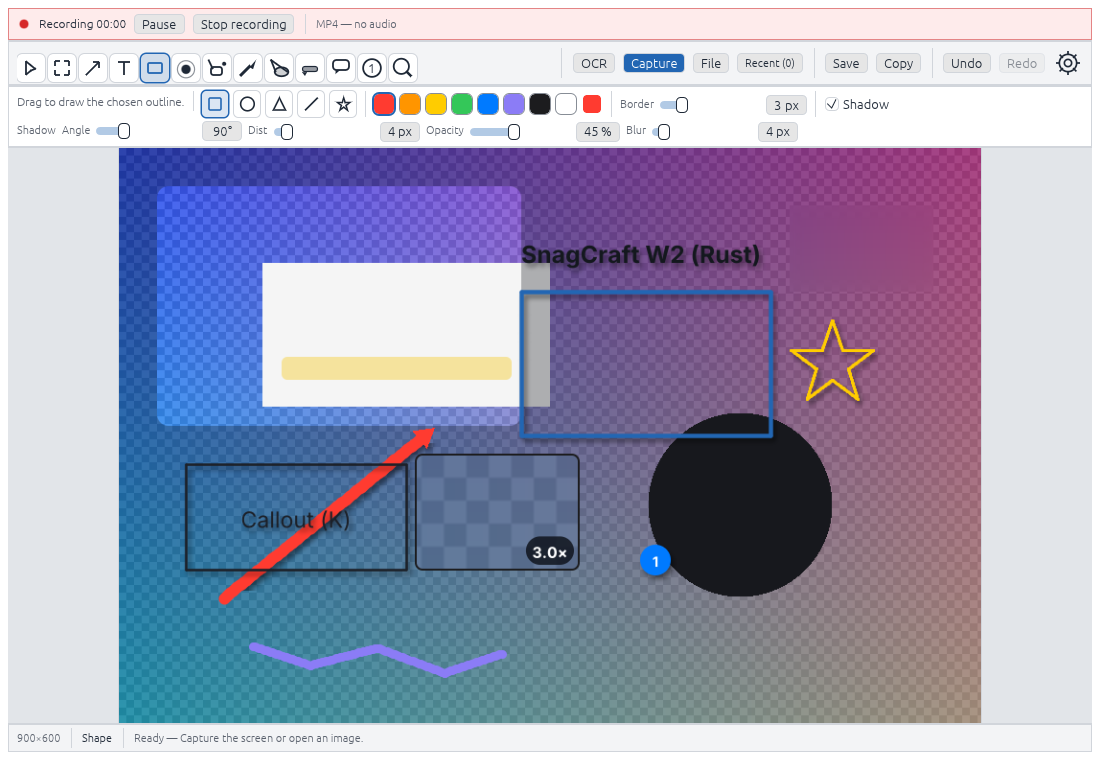 Recording 00:00 Pause Stop recording MP4 — no audio
T 1 OCR Capture File Recent (0) Save Copy Undo Redo
Drag to draw the chosen outline. Border 3 px Shadow
Shadow Angle 90° Dist 4 px Opacity 45 % Blur 4 px
SnagCraft W2 (Rust)
Callout (K)
3.0×
1
900×600 Shape Ready — Capture the screen or open an image.